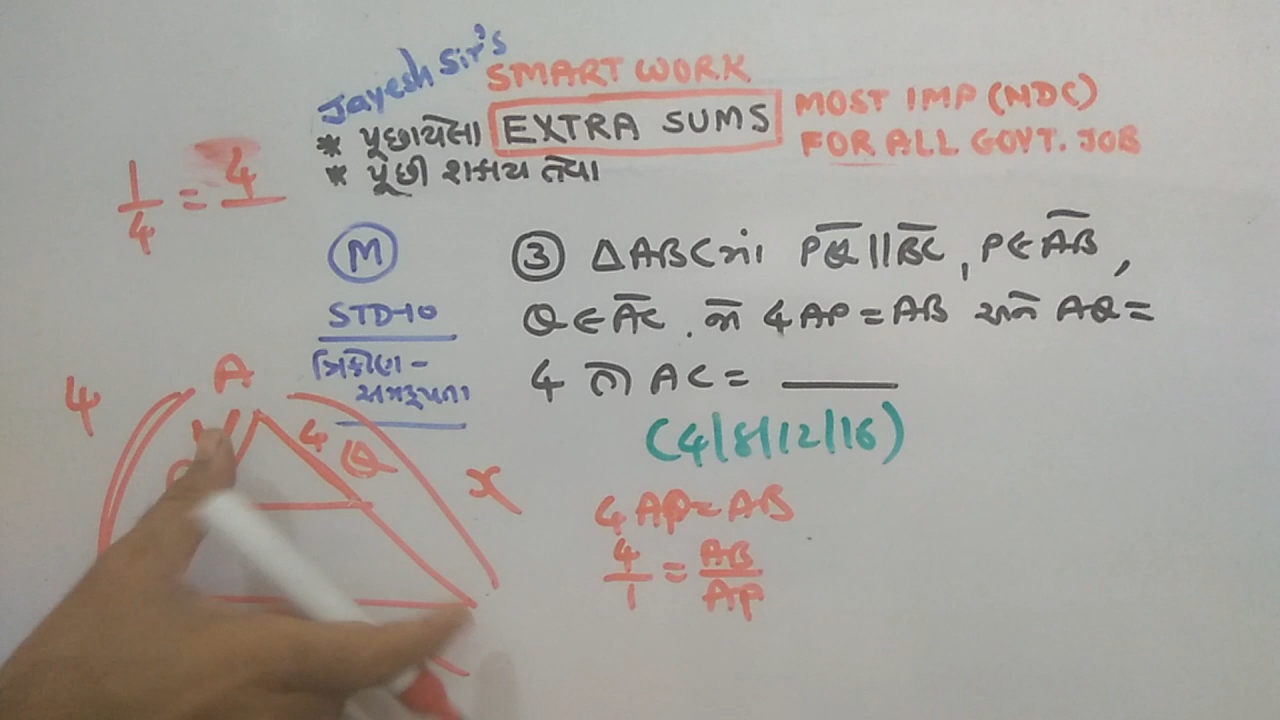 Jayesh Sir's
SMART WORK
* પૂછાયેલા EXTRA SUMS
* પૂંછી શકાય તેવા
MOST IMP (MDC)
FOR ALL GOVT. JOB
1/4 = 4/
M
STD-10
ત્રિકોણ -
સમરૂપતા
③ △ABC માં PQ || BC, P∈AB,
Q∈AC. જો 4AP = AB અને AQ =
4 તો AC = ______
(4/8/12/16)
4AP = AB
4/1 = AB/AP
A
4
4
Q
x